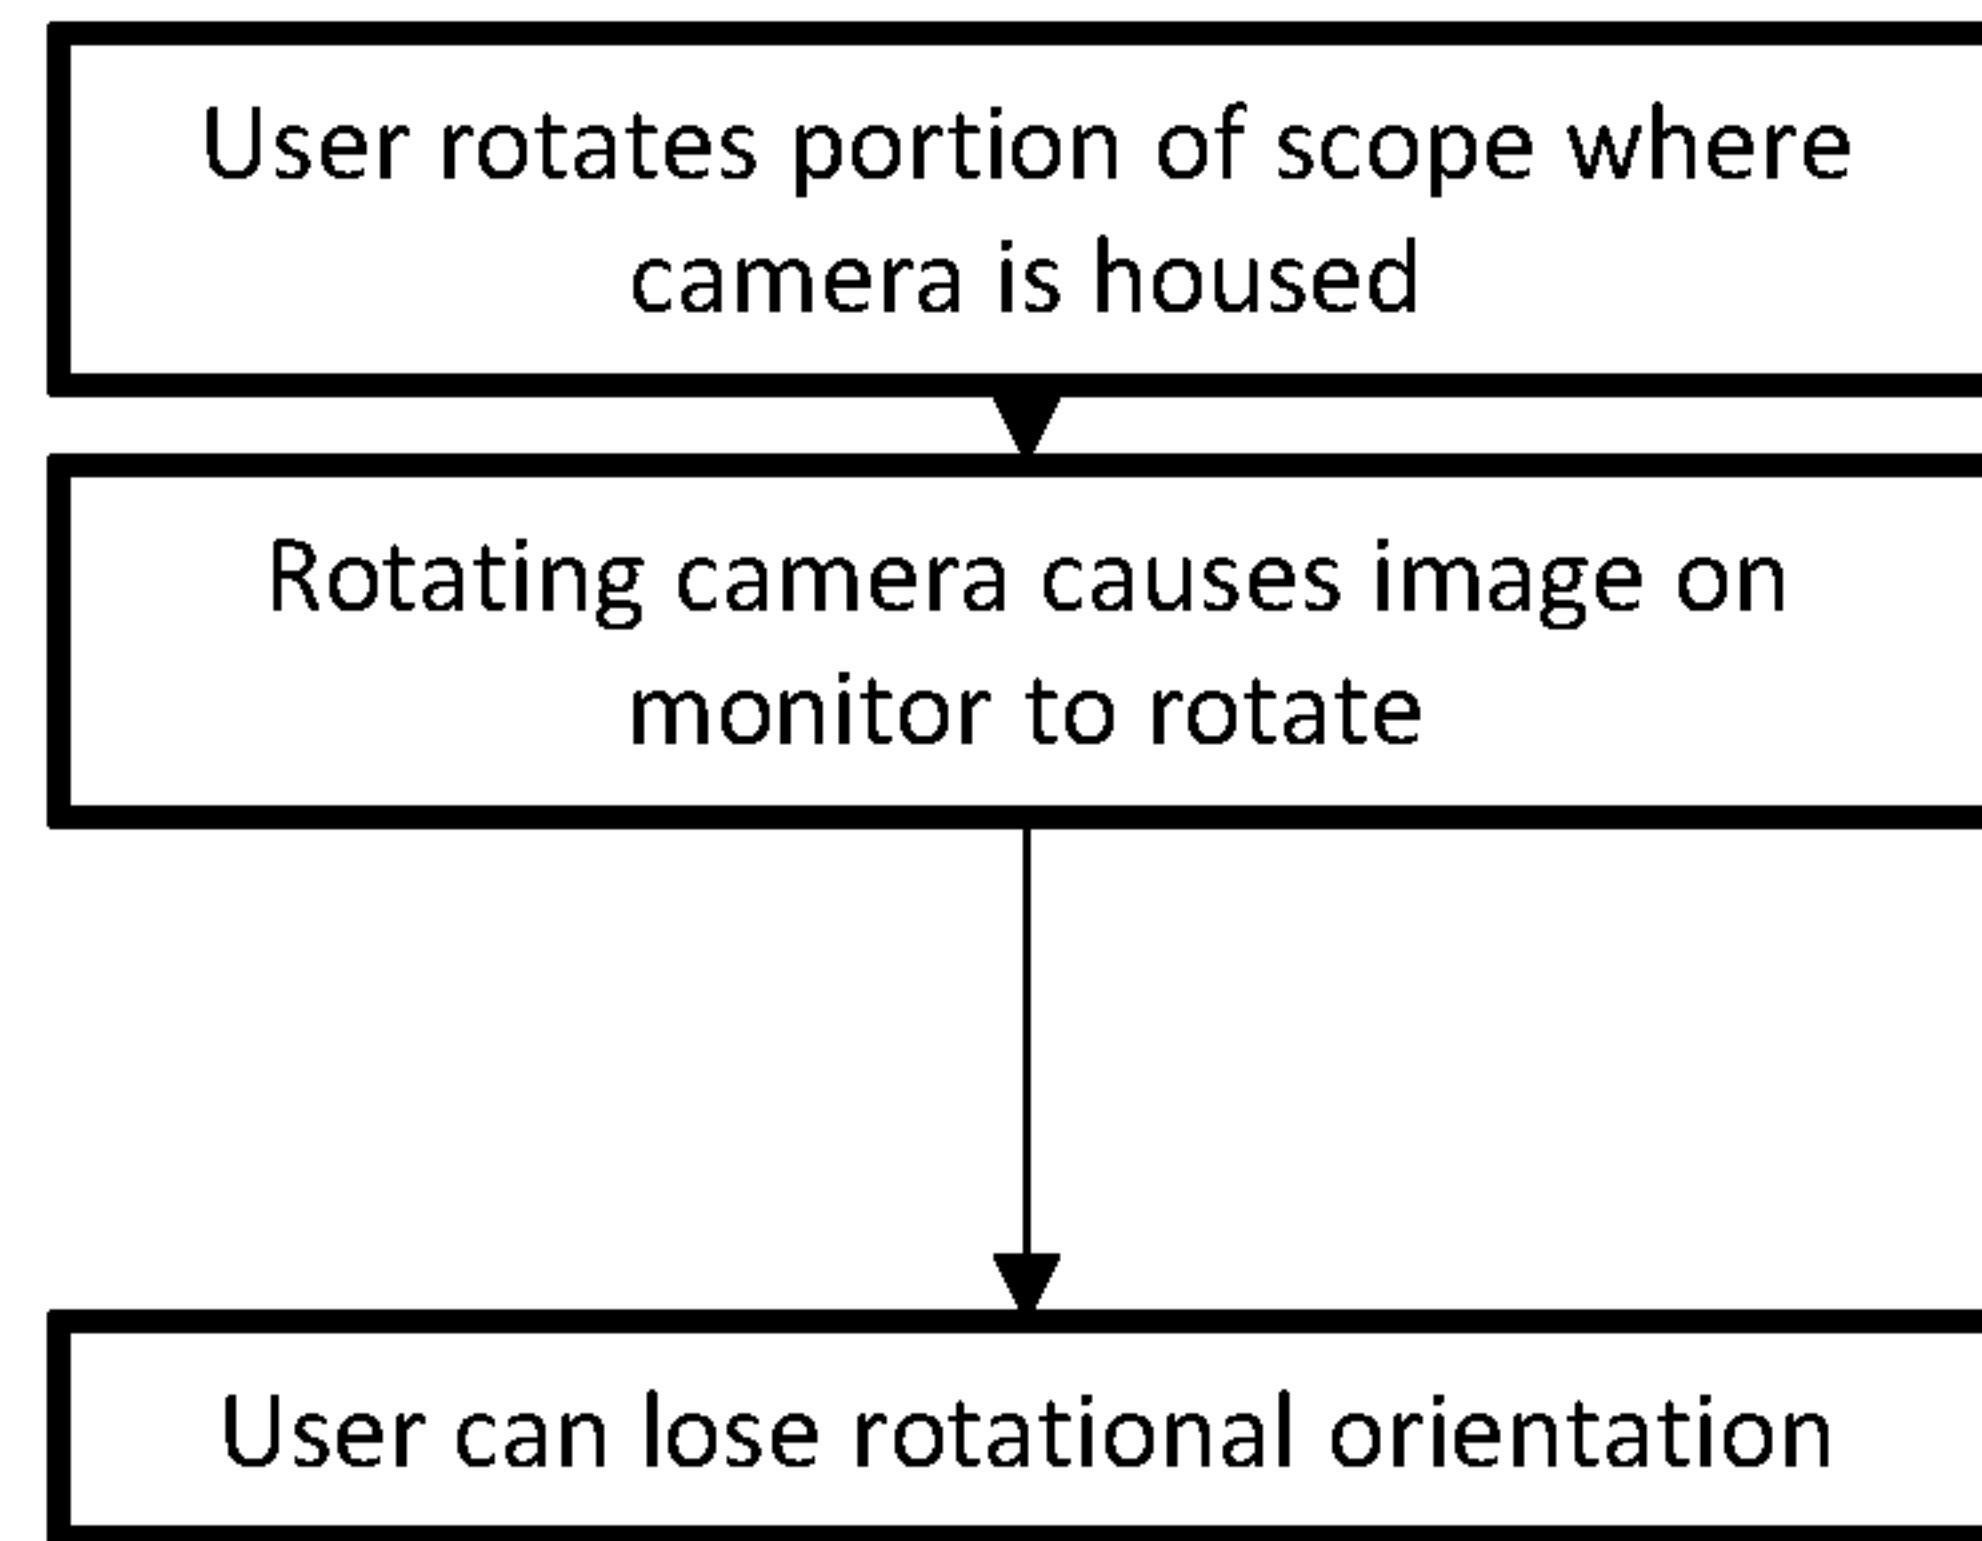 User rotates portion of scope where
camera is housed
Rotating camera causes image on
monitor to rotate
User can lose rotational orientation